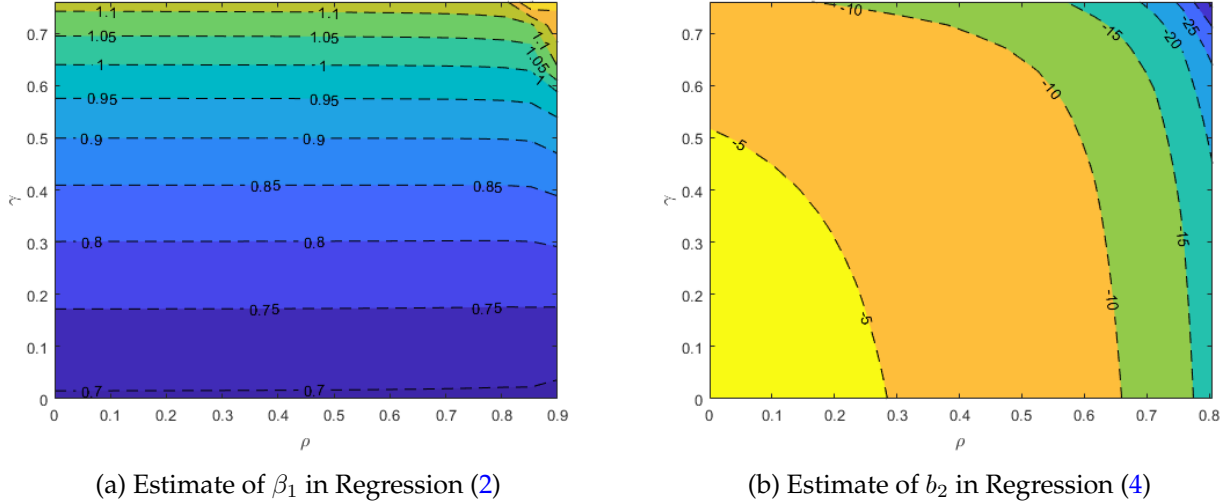 1.1 1.1 1.1
1.05 1.05 1.05
1 1 1
0.95 0.95
0.9 0.9
0.85 0.85
0.8 0.8
0.75 0.75
0.7 0.7
0.7
0.6
0.5
0.4
0.3
0.2
0.1
0
γ
0 0.1 0.2 0.3 0.4 0.5 0.6 0.7 0.8 0.9
ρ
(a) Estimate of β1 in Regression (2)
-10 -15 -20 -25
-10
-5
-15
-5 -10
0.7
0.6
0.5
0.4
0.3
0.2
0.1
0
γ
0 0.1 0.2 0.3 0.4 0.5 0.6 0.7 0.8
ρ
(b) Estimate of b2 in Regression (4)